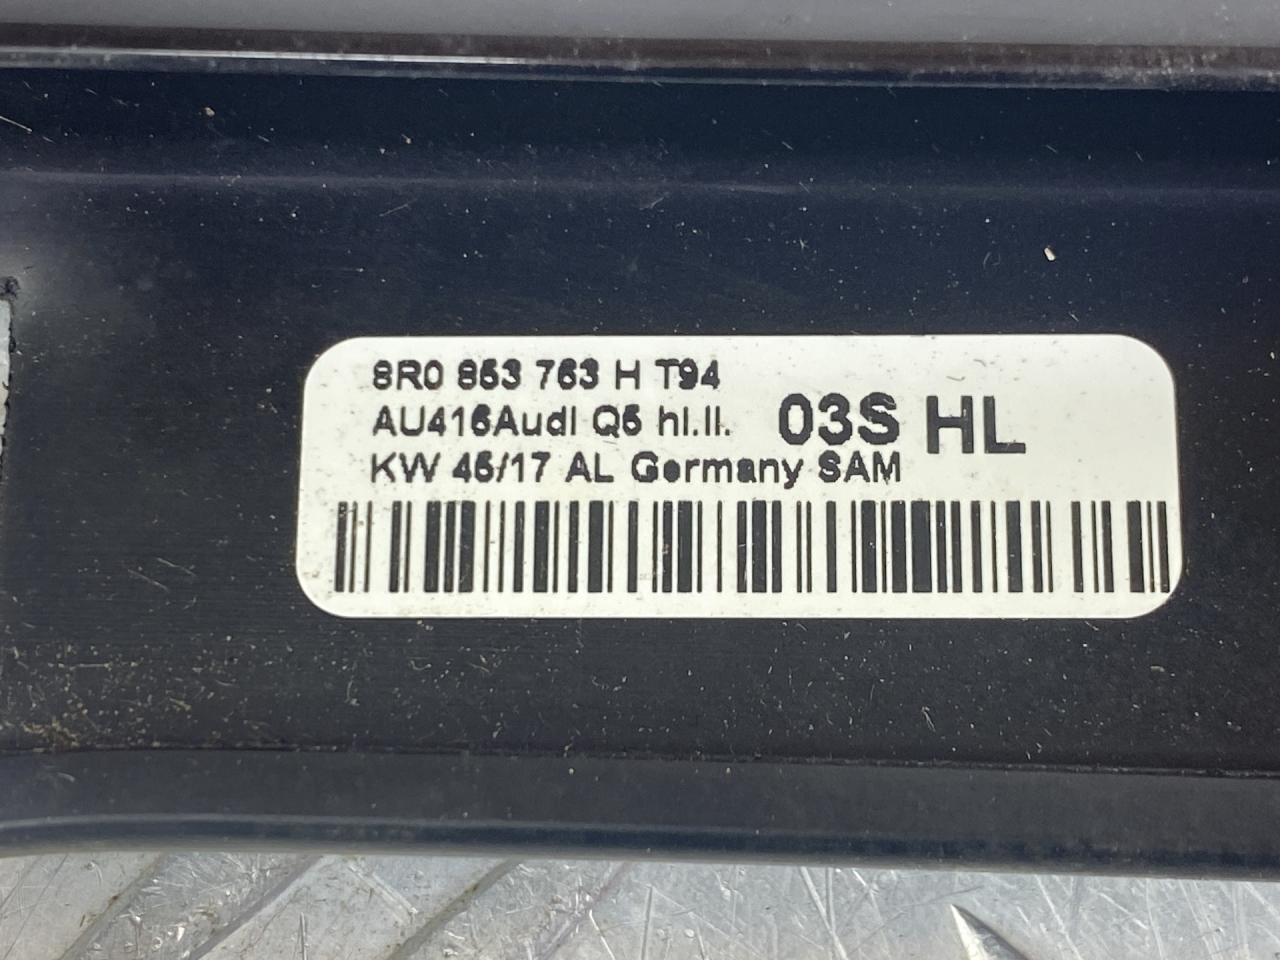 8R0 853 763 H T94
AU416Audi Q5 hl.li.
03S HL
KW 45/17 AL Germany SAM